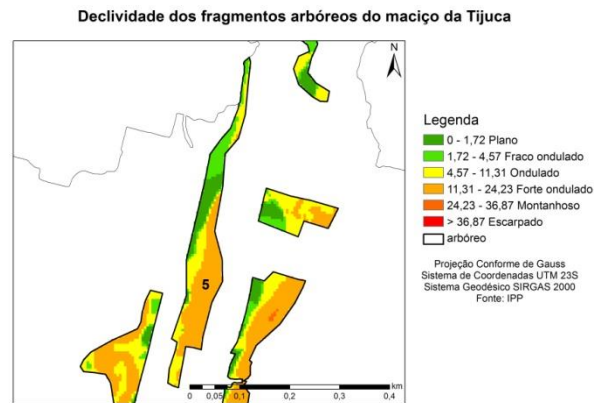 Declividade dos fragmentos arbóreos do maciço da Tijuca
N
5
0 0,05 0,1 0,2 0,3 0,4
km
Legenda
0 - 1,72 Plano
1,72 - 4,57 Fraco ondulado
4,57 - 11,31 Ondulado
11,31 - 24,23 Forte ondulado
24,23 - 36,87 Montanhoso
> 36,87 Escarpado
arbóreo
Projeção Conforme de Gauss
Sistema de Coordenadas UTM 23S
Sistema Geodésico SIRGAS 2000
Fonte: IPP